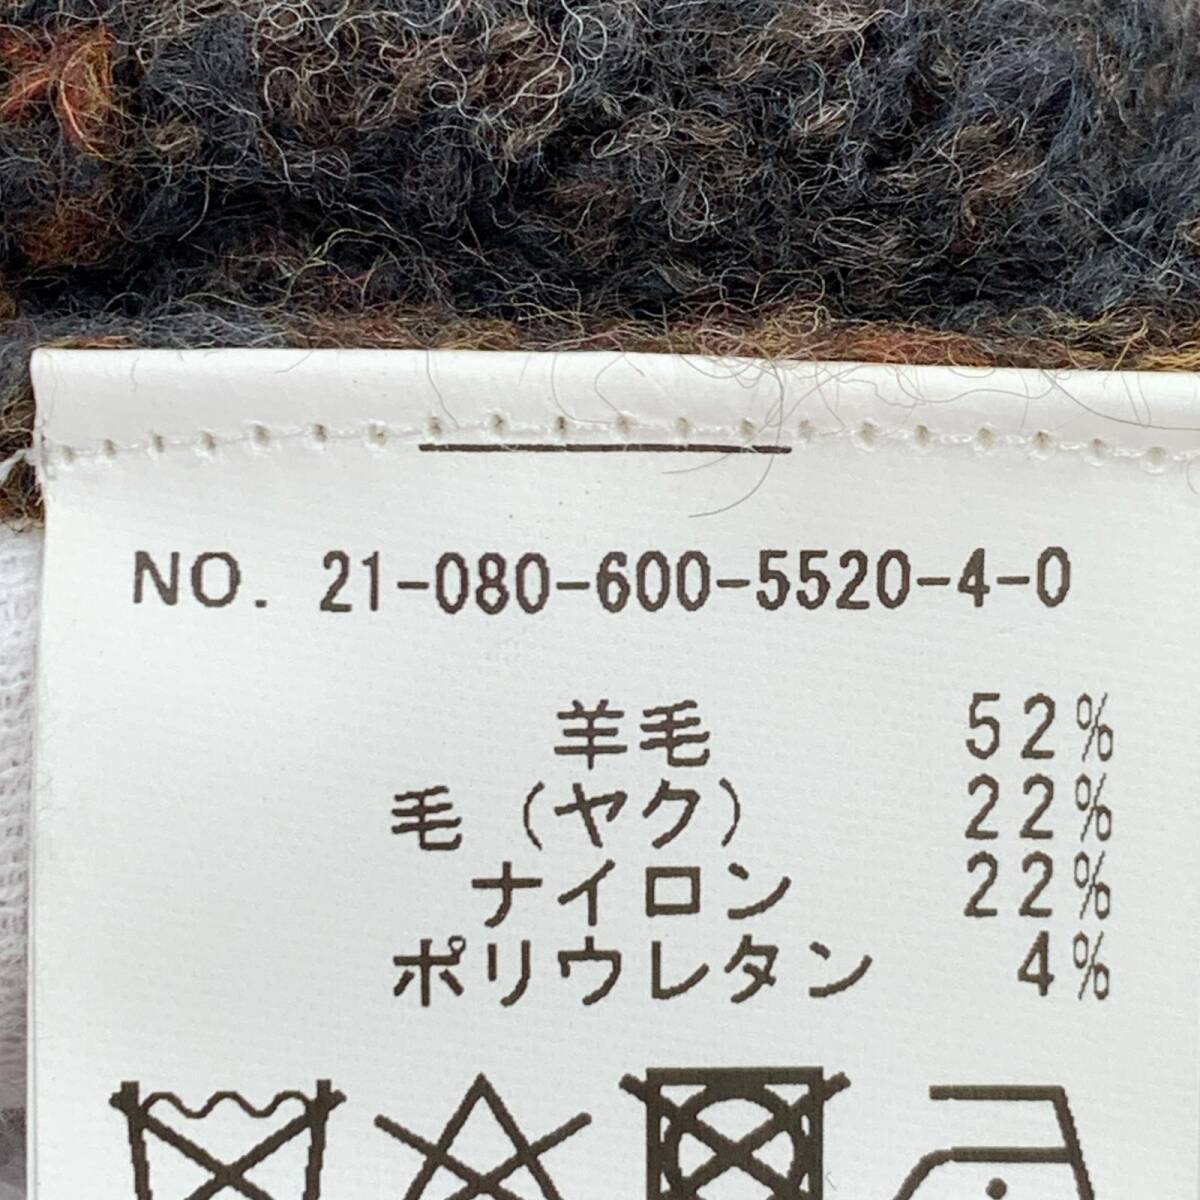 NO. 21-080-600-5520-4-0
羊毛 52%
毛(ヤク) 22%
ナイロン 22%
ポリウレタン 4%